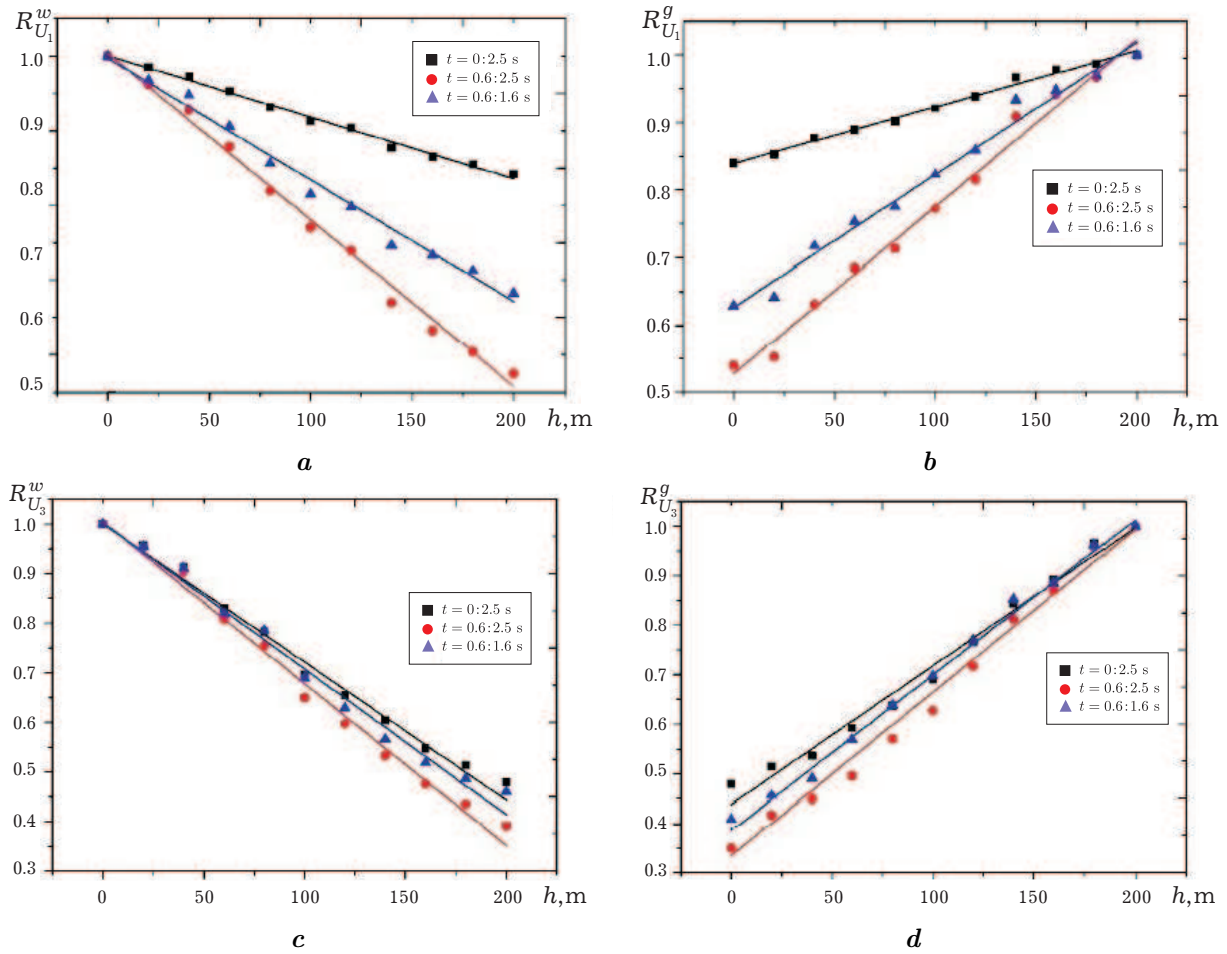 R^w_{U_1}
1.0
0.9
0.8
0.7
0.6
0.5
0 50 100 150 200 h,m
t = 0:2.5 s
t = 0.6:2.5 s
t = 0.6:1.6 s
a
R^g_{U_1}
1.0
0.9
0.8
0.7
0.6
0.5
0 50 100 150 200 h,m
t = 0:2.5 s
t = 0.6:2.5 s
t = 0.6:1.6 s
b
R^w_{U_3}
1.0
0.9
0.8
0.7
0.6
0.5
0.4
0.3
0 50 100 150 200 h,m
t = 0:2.5 s
t = 0.6:2.5 s
t = 0.6:1.6 s
c
R^g_{U_3}
1.0
0.9
0.8
0.7
0.6
0.5
0.4
0.3
0 50 100 150 200 h,m
t = 0:2.5 s
t = 0.6:2.5 s
t = 0.6:1.6 s
d